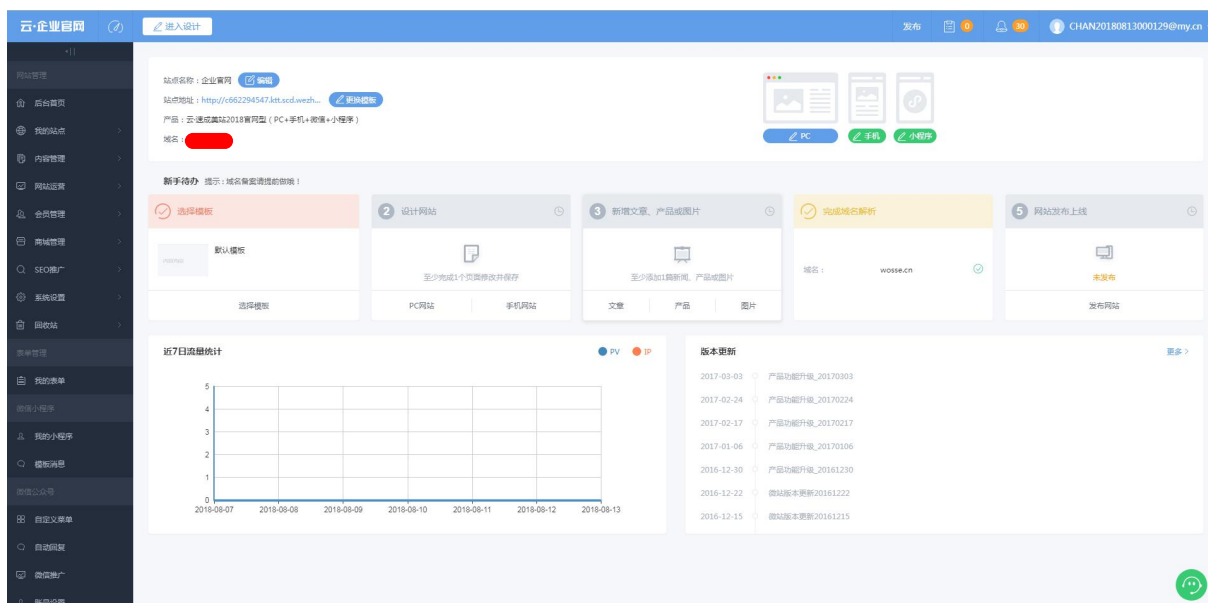 云·企业官网
进入设计
发布
0
30
CHAN20180813000129@my.cn
网站管理
后台首页
我的站点
内容管理
网站运营
会员管理
商城管理
SEO推广
系统设置
回收站
表单管理
我的表单
微信小程序
我的小程序
模板消息
微信公众号
自定义菜单
自动回复
微信推广
账号设置
站点名称：企业官网 编辑
站点地址：http://c662294547.ktt.scd.wezh... 更换模板
产品：云·速成美站2018官网型（PC+手机+微信+小程序）
域名：
PC
手机
小程序
新手待办 提示：域名备案请提前做哦！
选择模板
默认模板
选择模板
2 设计网站
至少完成1个页面修改并保存
PC网站 手机网站
3 新增文章、产品或图片
至少添加1篇新闻、产品或图片
文章 产品 图片
完成域名解析
域名： wosse.cn
5 网站发布上线
未发布
发布网站
近7日流量统计
PV IP
5
4
3
2
1
0
2018-08-07 2018-08-08 2018-08-09 2018-08-10 2018-08-11 2018-08-12 2018-08-13
版本更新 更多
2017-03-03 产品功能升级_20170303
2017-02-24 产品功能升级_20170224
2017-02-17 产品功能升级_20170217
2017-01-06 产品功能升级_20170106
2016-12-30 产品功能升级_20161230
2016-12-22 微站版本更新20161222
2016-12-15 微站版本更新20161215